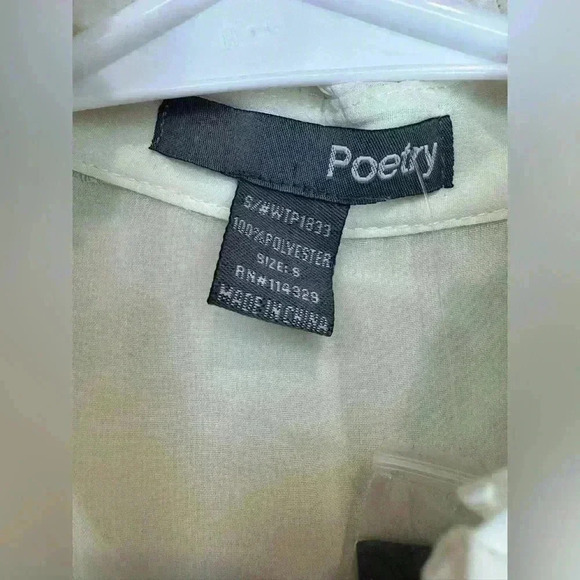 Poetry
S/#WTP1833
100%POLYESTER
SIZE: S
RN#114329
MADE IN CHINA